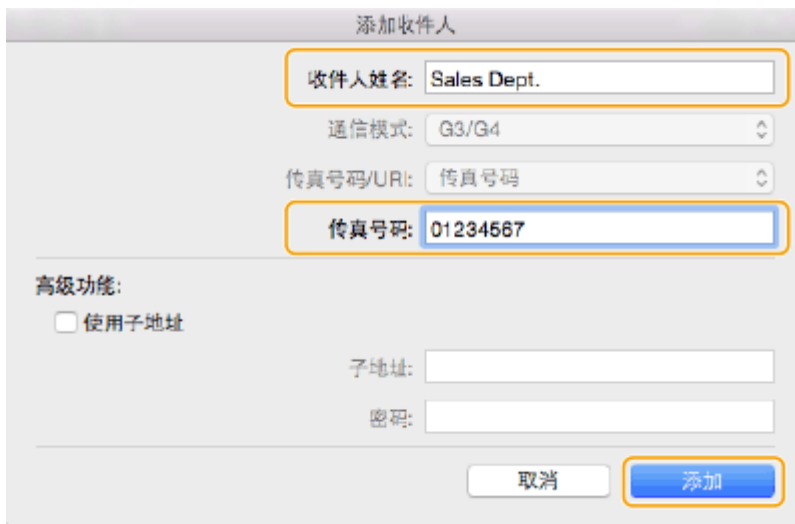 添加收件人
收件人姓名: Sales Dept.
通信模式: G3/G4
传真号码/URI: 传真号码
传真号码: 01234567
高级功能:
使用子地址
子地址:
密码:
取消 添加